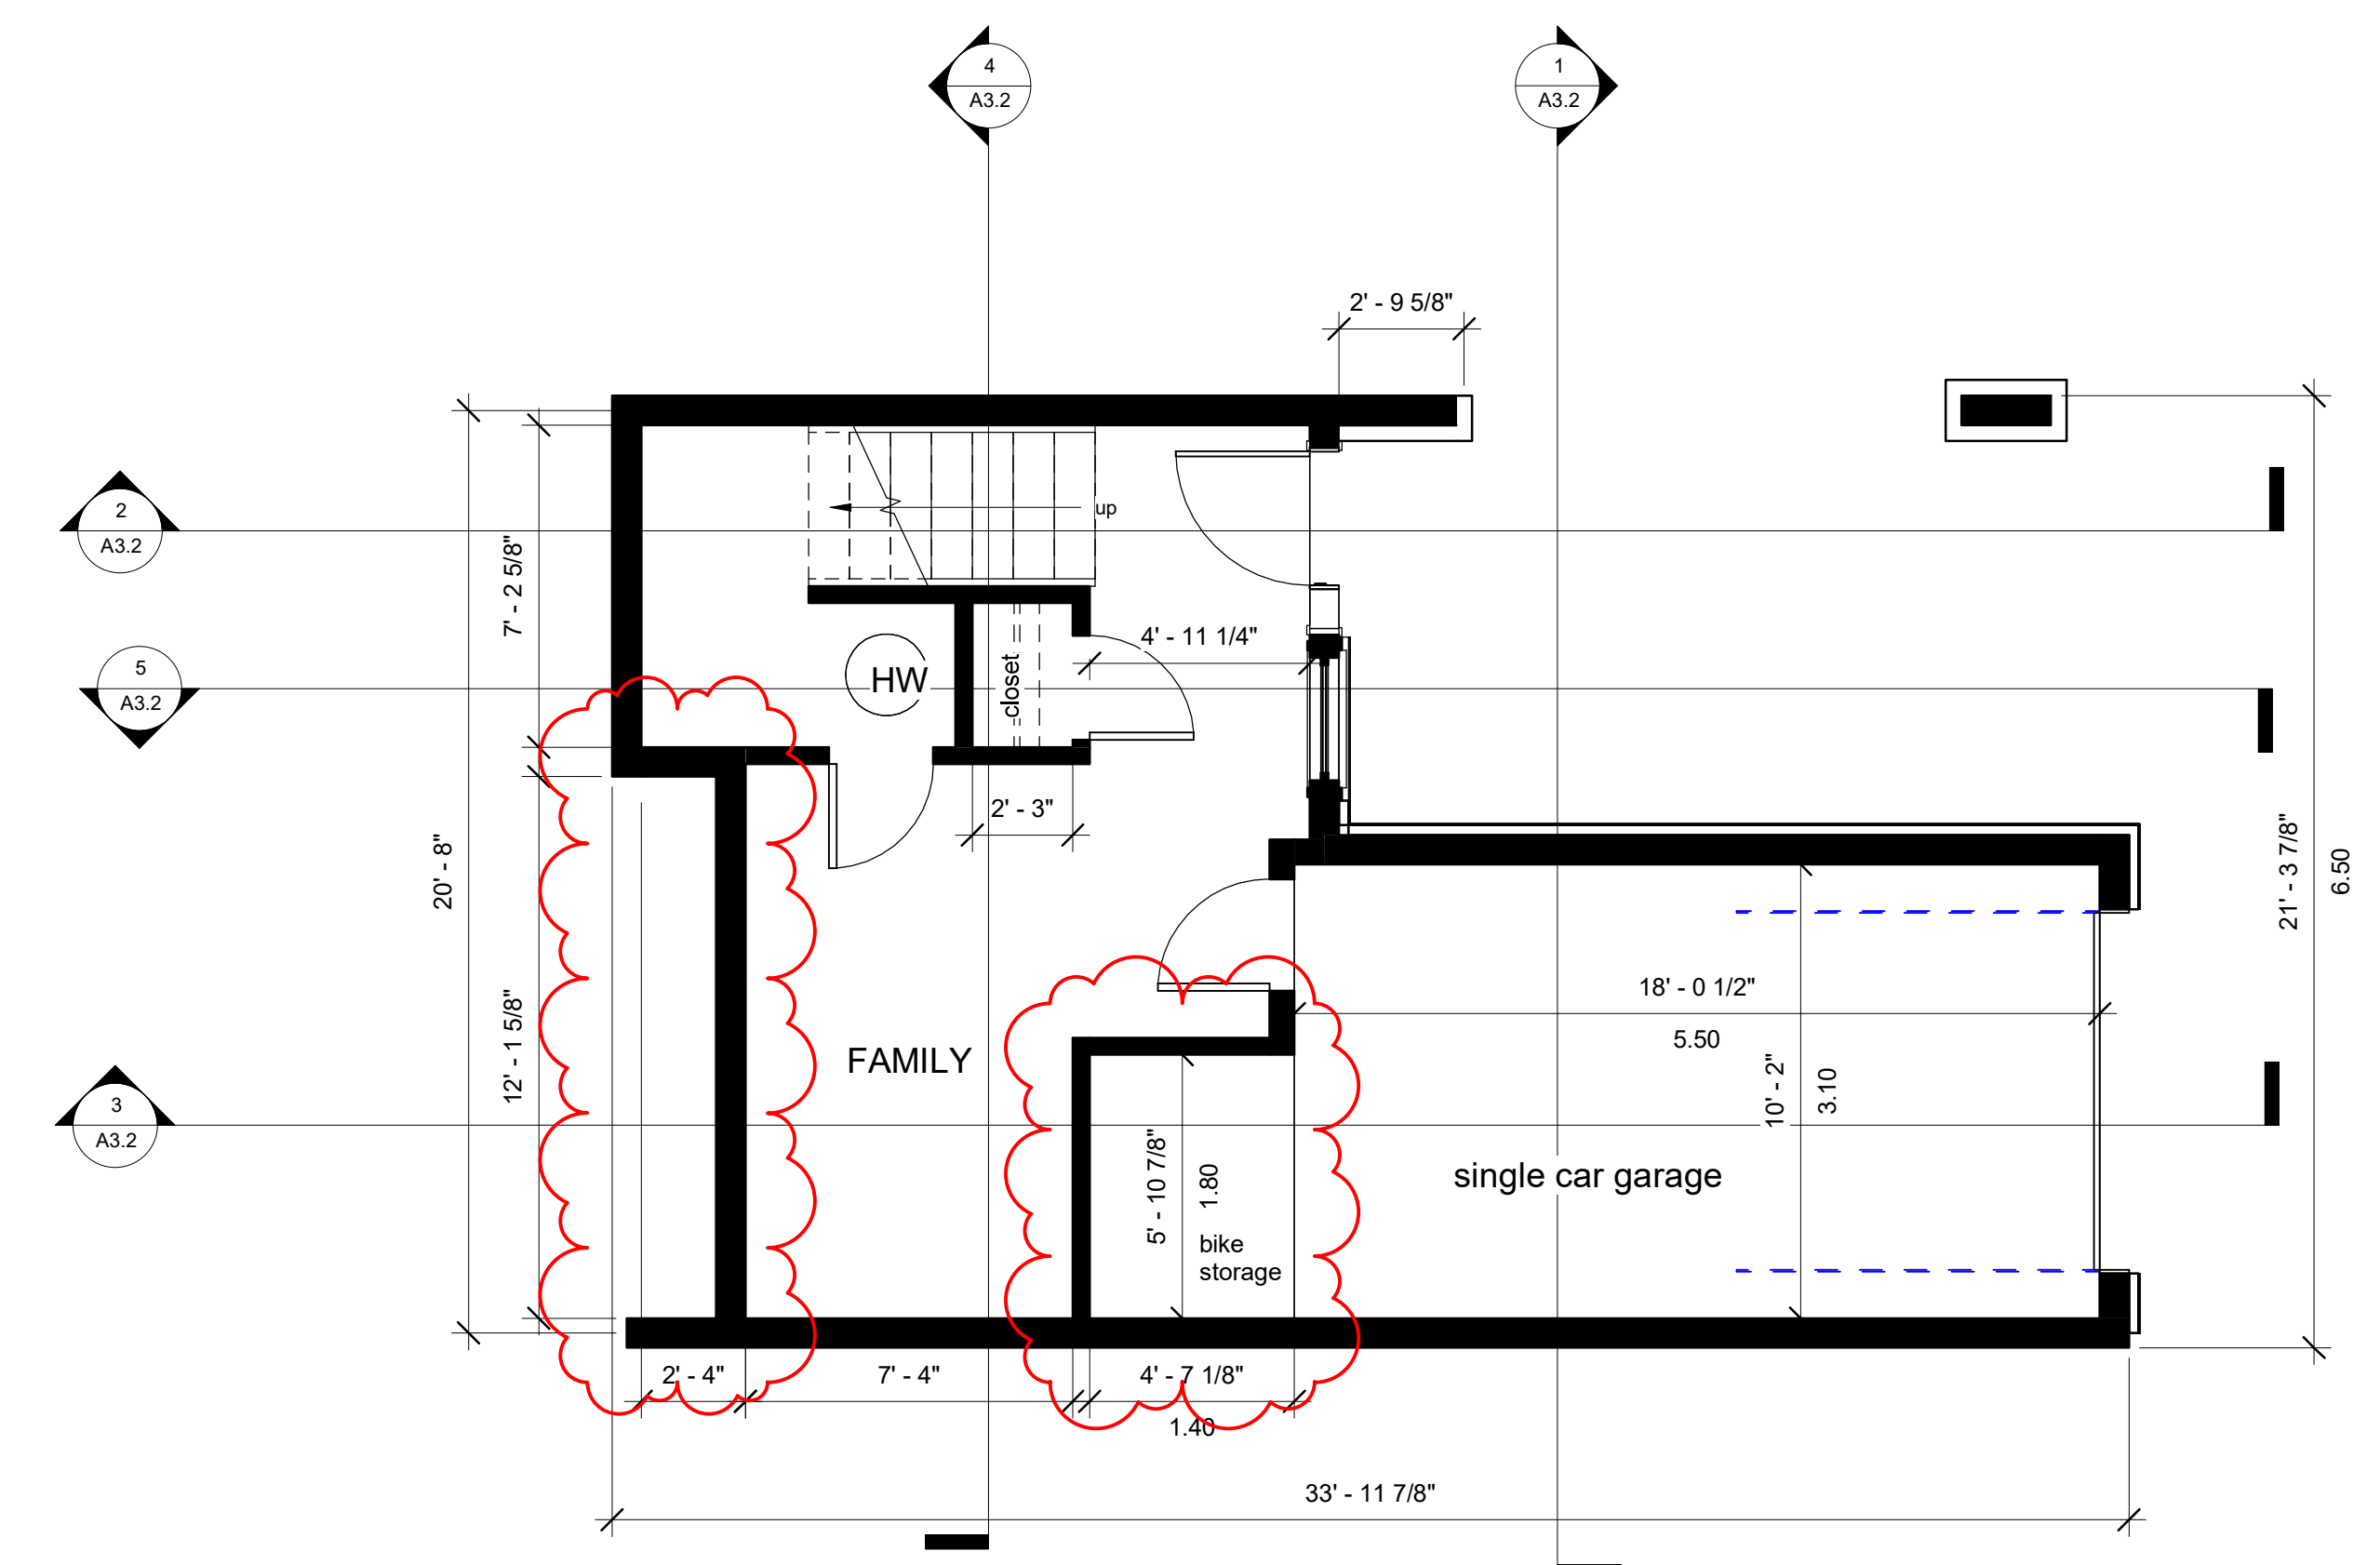 4
A3.2
1
A3.2
2' - 9 5/8"
2
A3.2
up
7' - 2 5/8"
4' - 11 1/4"
5
A3.2
HW
closet
2' - 3"
20' - 8"
21' - 3 7/8"
6.50
12' - 1 5/8"
18' - 0 1/2"
5.50
FAMILY
10' - 2"
3.10
3
A3.2
5' - 10 7/8"
1.80
single car garage
bike
storage
2' - 4"
7' - 4"
4' - 7 1/8"
1.40
33' - 11 7/8"